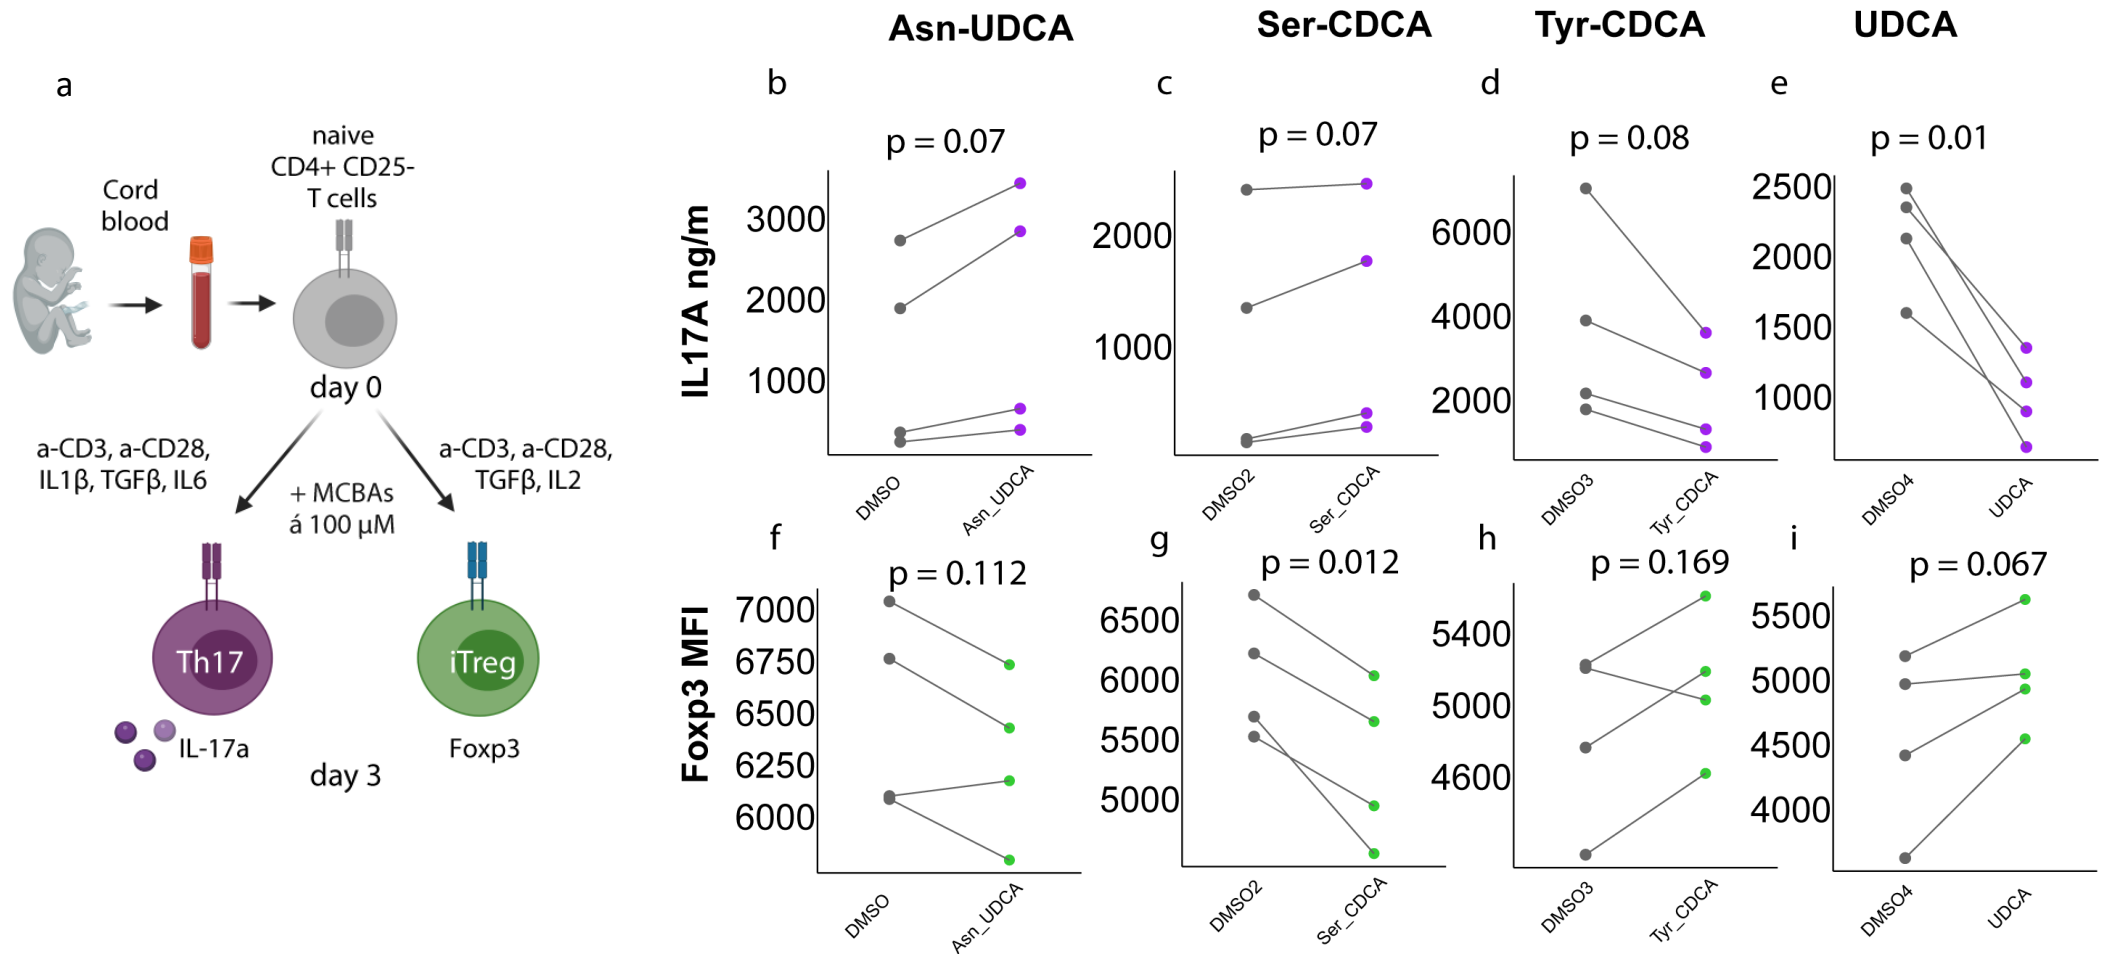 Asn-UDCA
Ser-CDCA
Tyr-CDCA
UDCA
a
Cord
blood
naive
CD4+ CD25-
T cells
day 0
a-CD3, a-CD28,
IL1β, TGFβ, IL6
+ MCBAs
á 100 µM
a-CD3, a-CD28,
TGFβ, IL2
Th17
iTreg
IL-17a
Foxp3
day 3
IL17A ng/m
b
p = 0.07
3000
2000
1000
DMSO
Asn_UDCA
c
p = 0.07
2000
1000
DMSO2
Ser_CDCA
d
p = 0.08
6000
4000
2000
DMSO3
Tyr_CDCA
e
p = 0.01
2500
2000
1500
1000
DMSO4
UDCA
Foxp3 MFI
f
p = 0.112
7000
6750
6500
6250
6000
DMSO
Asn_UDCA
g
p = 0.012
6500
6000
5500
5000
DMSO2
Ser_CDCA
h
p = 0.169
5400
5000
4600
DMSO3
Tyr_CDCA
i
p = 0.067
5500
5000
4500
4000
DMSO4
UDCA